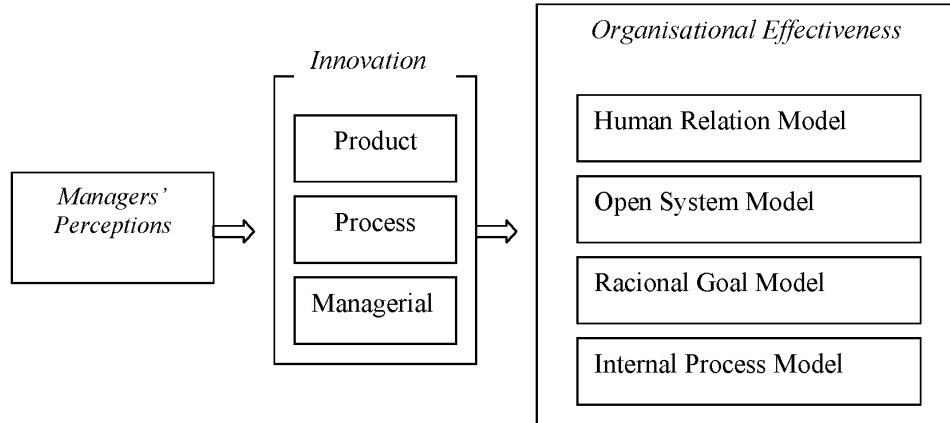 Managers’
Perceptions
Innovation
Product
Process
Managerial
Organisational Effectiveness
Human Relation Model
Open System Model
Racional Goal Model
Internal Process Model